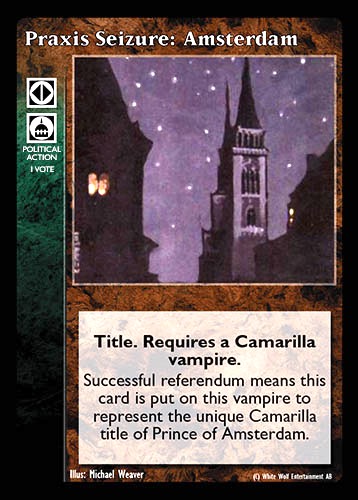 Praxis Seizure: Amsterdam
POLITICAL
ACTION
1 VOTE
Title. Requires a Camarilla
vampire.
Successful referendum means this
card is put on this vampire to
represent the unique Camarilla
title of Prince of Amsterdam.
Illus: Michael Weaver
(C) White Wolf Entertainment AB